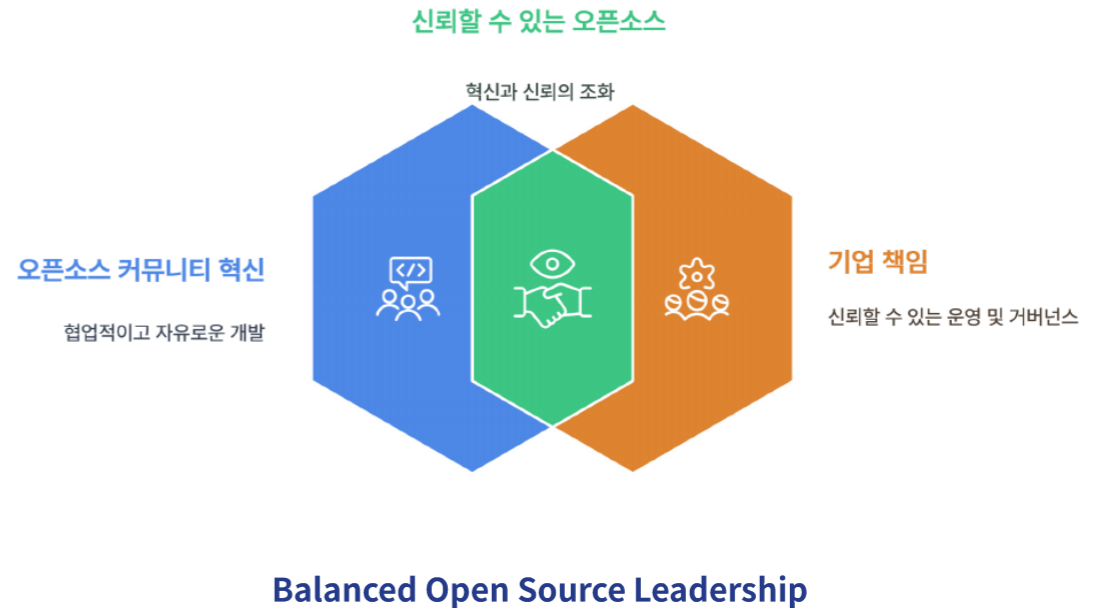 신뢰할 수 있는 오픈소스
혁신과 신뢰의 조화
</>
오픈소스 커뮤니티 혁신
협업적이고 자유로운 개발
기업 책임
신뢰할 수 있는 운영 및 거버넌스
Balanced Open Source Leadership